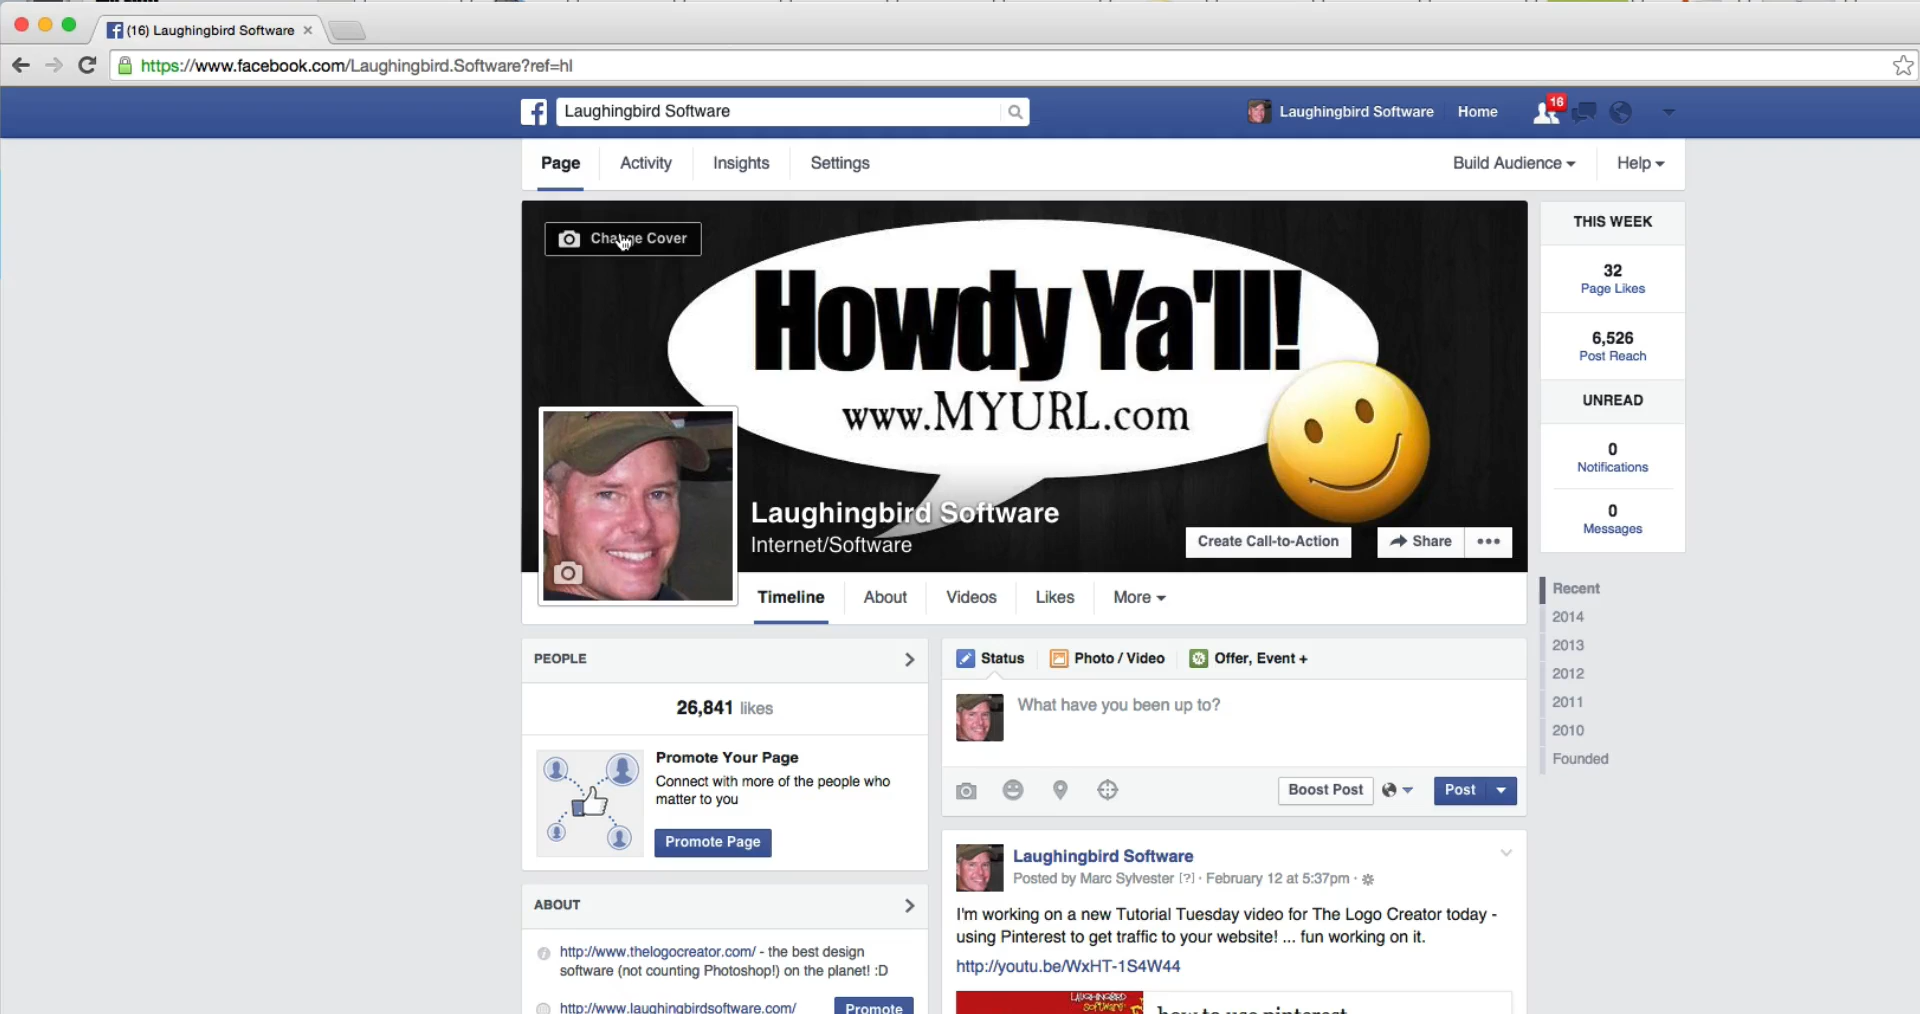 (16) Laughingbird Software
https://www.facebook.com/Laughingbird.Software?ref=hl
Laughingbird Software
Laughingbird Software Home 16
Page Activity Insights Settings Build Audience Help
Change Cover
Howdy Ya'll!
www.MYURL.com
Laughingbird Software
Internet/Software
Create Call-to-Action Share
Timeline About Videos Likes More
THIS WEEK
32
Page Likes
6,526
Post Reach
UNREAD
0
Notifications
0
Messages
Recent
2014
2013
2012
2011
2010
Founded
PEOPLE
26,841 likes
Promote Your Page
Connect with more of the people who
matter to you
Promote Page
ABOUT
http://www.thelogocreator.com/ - the best design
software (not counting Photoshop!) on the planet! :D
http://www.laughingbirdsoftware.com/ Promote
Status Photo / Video Offer, Event +
What have you been up to?
Boost Post Post
Laughingbird Software
Posted by Marc Sylvester [?] · February 12 at 5:37pm ·
I'm working on a new Tutorial Tuesday video for The Logo Creator today -
using Pinterest to get traffic to your website! ... fun working on it.
http://youtu.be/WxHT-1S4W44
LAUGHINGBIRD
SOFTWARE
how to use pinterest